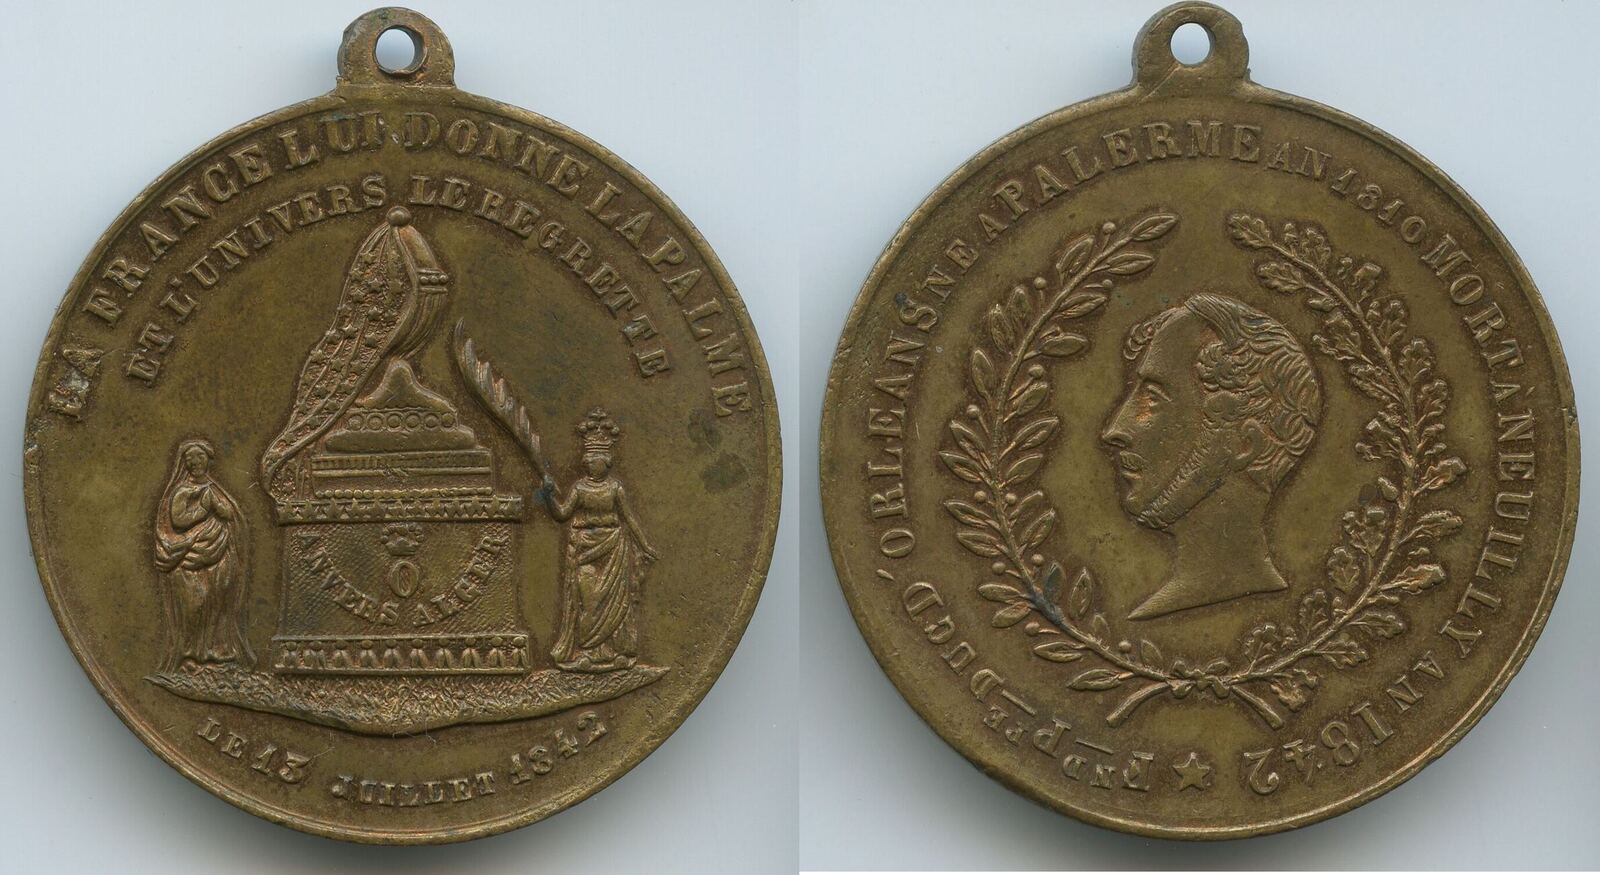 LA FRANCE LUI DONNE LA PALME
ET L'UNIVERS LE REGRETTE
O
ANVERS ALGER
LE 13 JUILLET 1842
FND PPE DUC D'ORLEANS NE A PALERME AN 1810 MORT À NEUILLY AN 1842